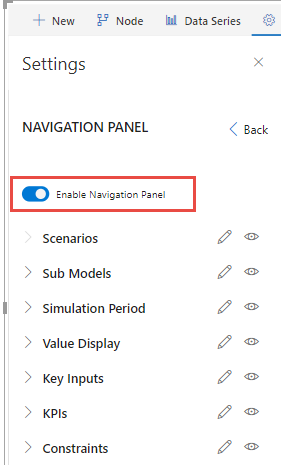 New Node Data Series
Settings
NAVIGATION PANEL Back
Enable Navigation Panel
Scenarios
Sub Models
Simulation Period
Value Display
Key Inputs
KPIs
Constraints